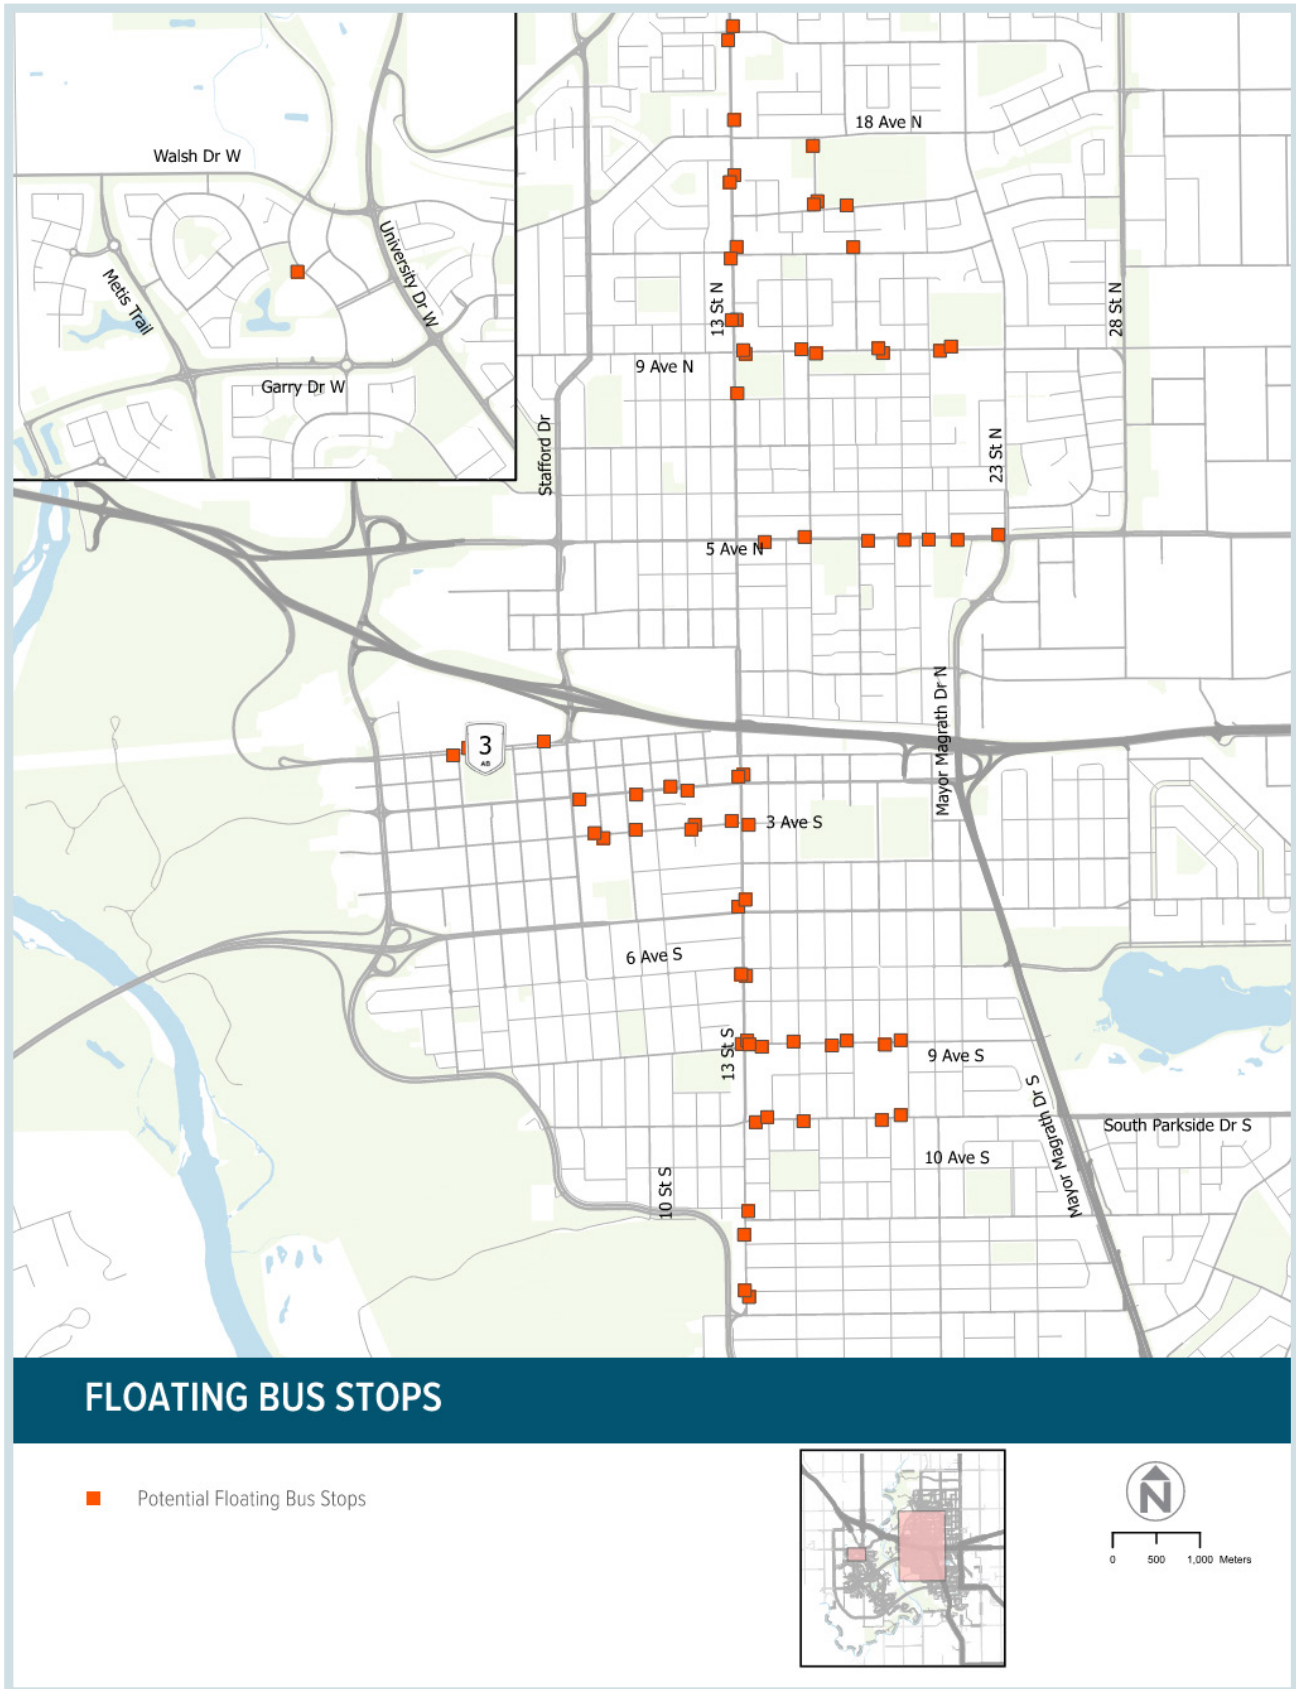 18 Ave N
Walsh Dr W
University Dr W
Metis Trail
13 St N
28 St N
9 Ave N
Garry Dr W
Stafford Dr
23 St N
5 Ave N
Mayor Magrath Dr N
3
AB
3 Ave S
6 Ave S
13 St S
9 Ave S
Mayor Magrath Dr S
South Parkside Dr S
10 Ave S
10 St S
FLOATING BUS STOPS
Potential Floating Bus Stops
N
0 500 1,000 Meters